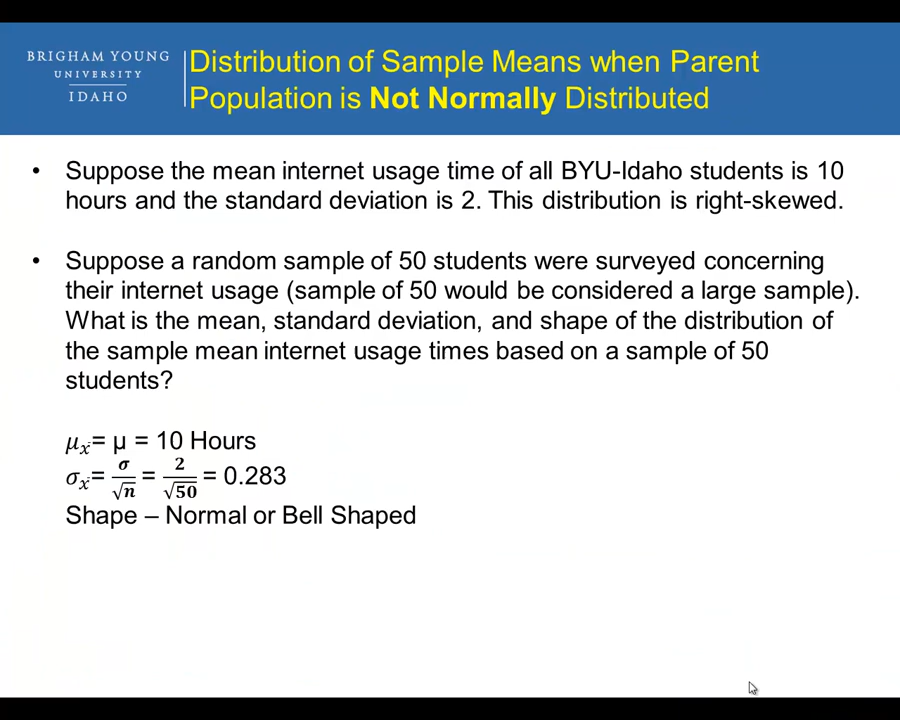 BRIGHAM YOUNG
UNIVERSITY
IDAHO
Distribution of Sample Means when Parent
Population is Not Normally Distributed
• Suppose the mean internet usage time of all BYU-Idaho students is 10
hours and the standard deviation is 2. This distribution is right-skewed.
• Suppose a random sample of 50 students were surveyed concerning
their internet usage (sample of 50 would be considered a large sample).
What is the mean, standard deviation, and shape of the distribution of
the sample mean internet usage times based on a sample of 50
students?
μ_x̄ = μ = 10 Hours
σ_x̄ = σ/√n = 2/√50 = 0.283
Shape – Normal or Bell Shaped